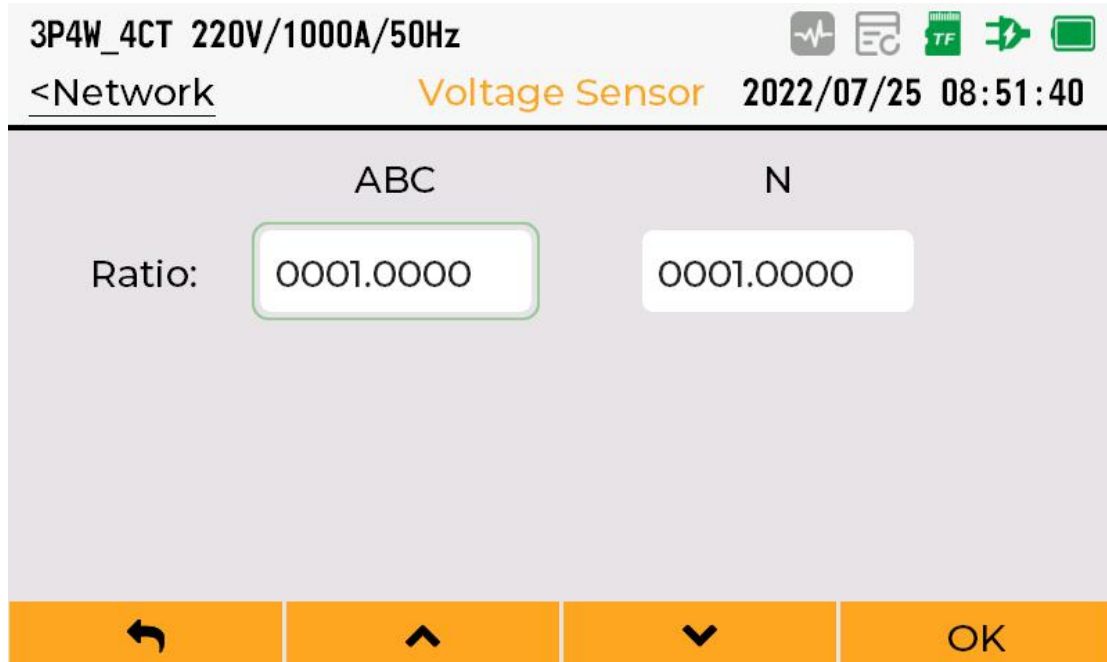 3P4W_4CT 220V/1000A/50Hz
TF
<Network Voltage Sensor 2022/07/25 08:51:40
ABC N
Ratio: 0001.0000 0001.0000
OK